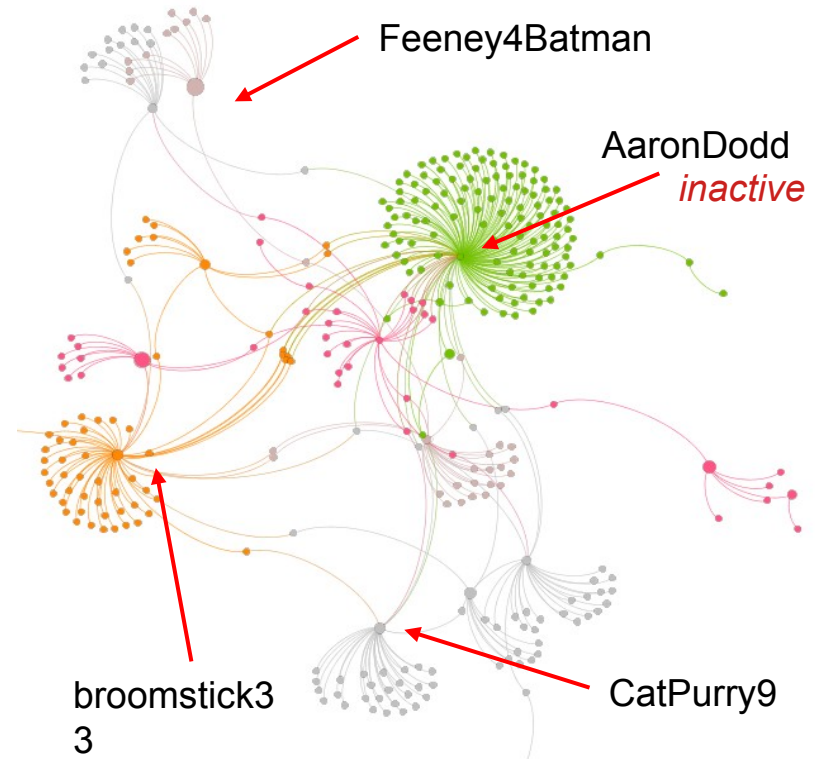 Feeney4Batman
AaronDodd
inactive
broomstick3
3
CatPurry9